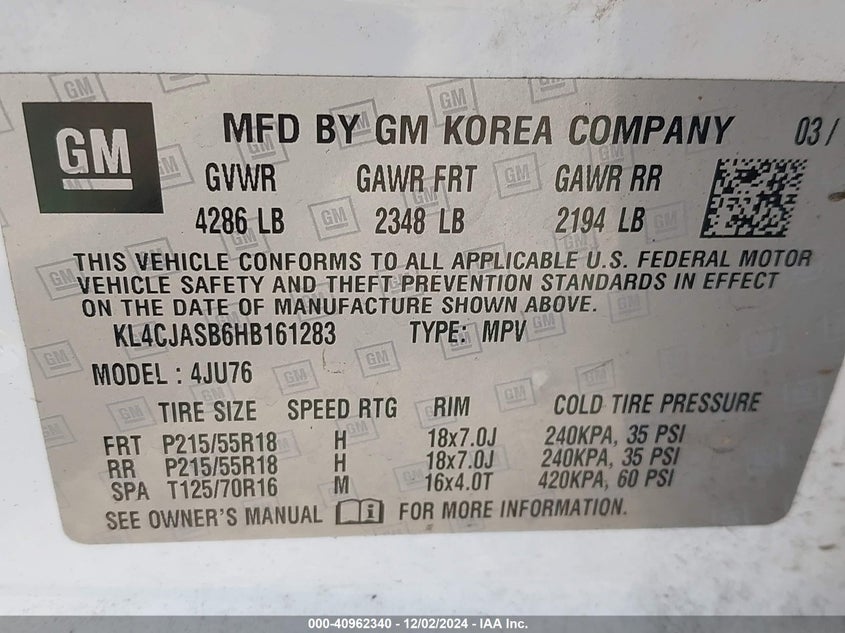 GM MFD BY GM KOREA COMPANY 03/
GVWR GAWR FRT GAWR RR
4286 LB 2348 LB 2194 LB
THIS VEHICLE CONFORMS TO ALL APPLICABLE U.S. FEDERAL MOTOR
VEHICLE SAFETY AND THEFT PREVENTION STANDARDS IN EFFECT
ON THE DATE OF MANUFACTURE SHOWN ABOVE.
KL4CJASB6HB161283 TYPE: MPV
MODEL : 4JU76
TIRE SIZE SPEED RTG RIM COLD TIRE PRESSURE
FRT P215/55R18 H 18x7.0J 240KPA, 35 PSI
RR P215/55R18 H 18x7.0J 240KPA, 35 PSI
SPA T125/70R16 M 16x4.0T 420KPA, 60 PSI
SEE OWNER'S MANUAL i FOR MORE INFORMATION.
000-40962340 - 12/02/2024 - IAA Inc.